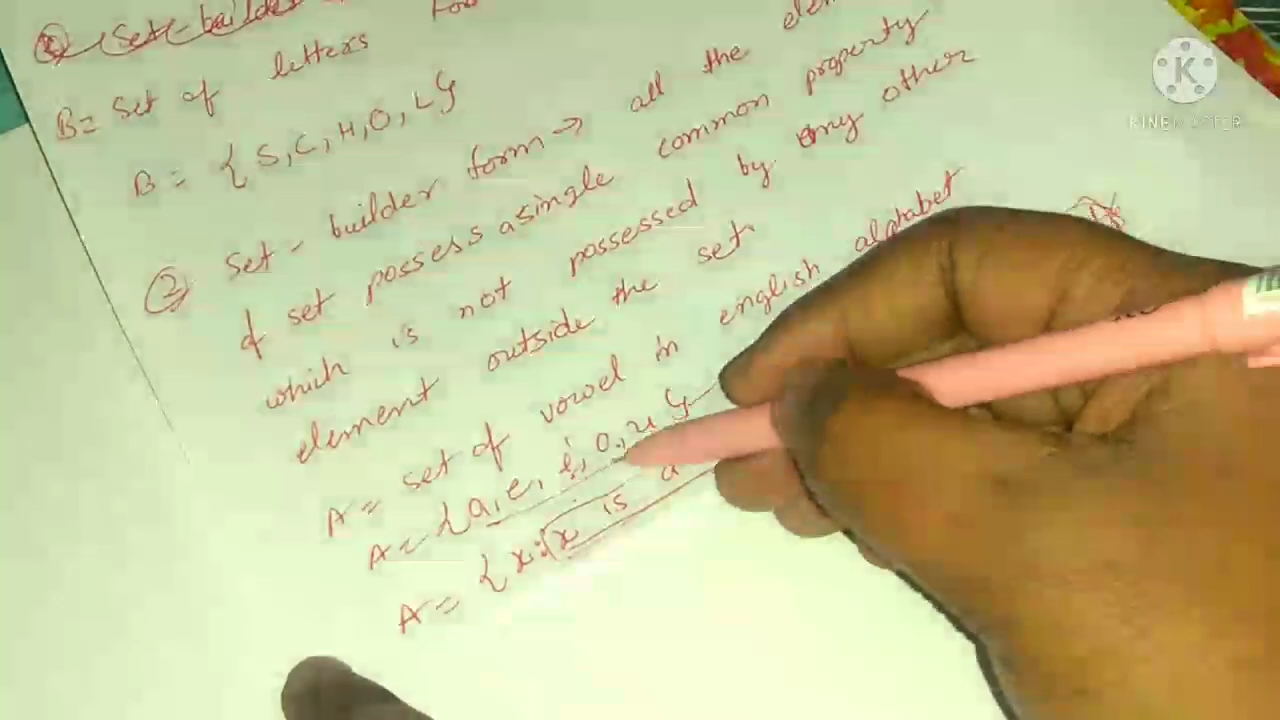 Set-builder
B= set of letters
B = { S, C, H, O, L }
② Set-builder form → all the
of set possess a single common property
which is not possessed by any other
element outside the set.
A= set of vowel in english alphabet
A= { a, e, i, o, u }
A= { x: x is a
KINEMASTER